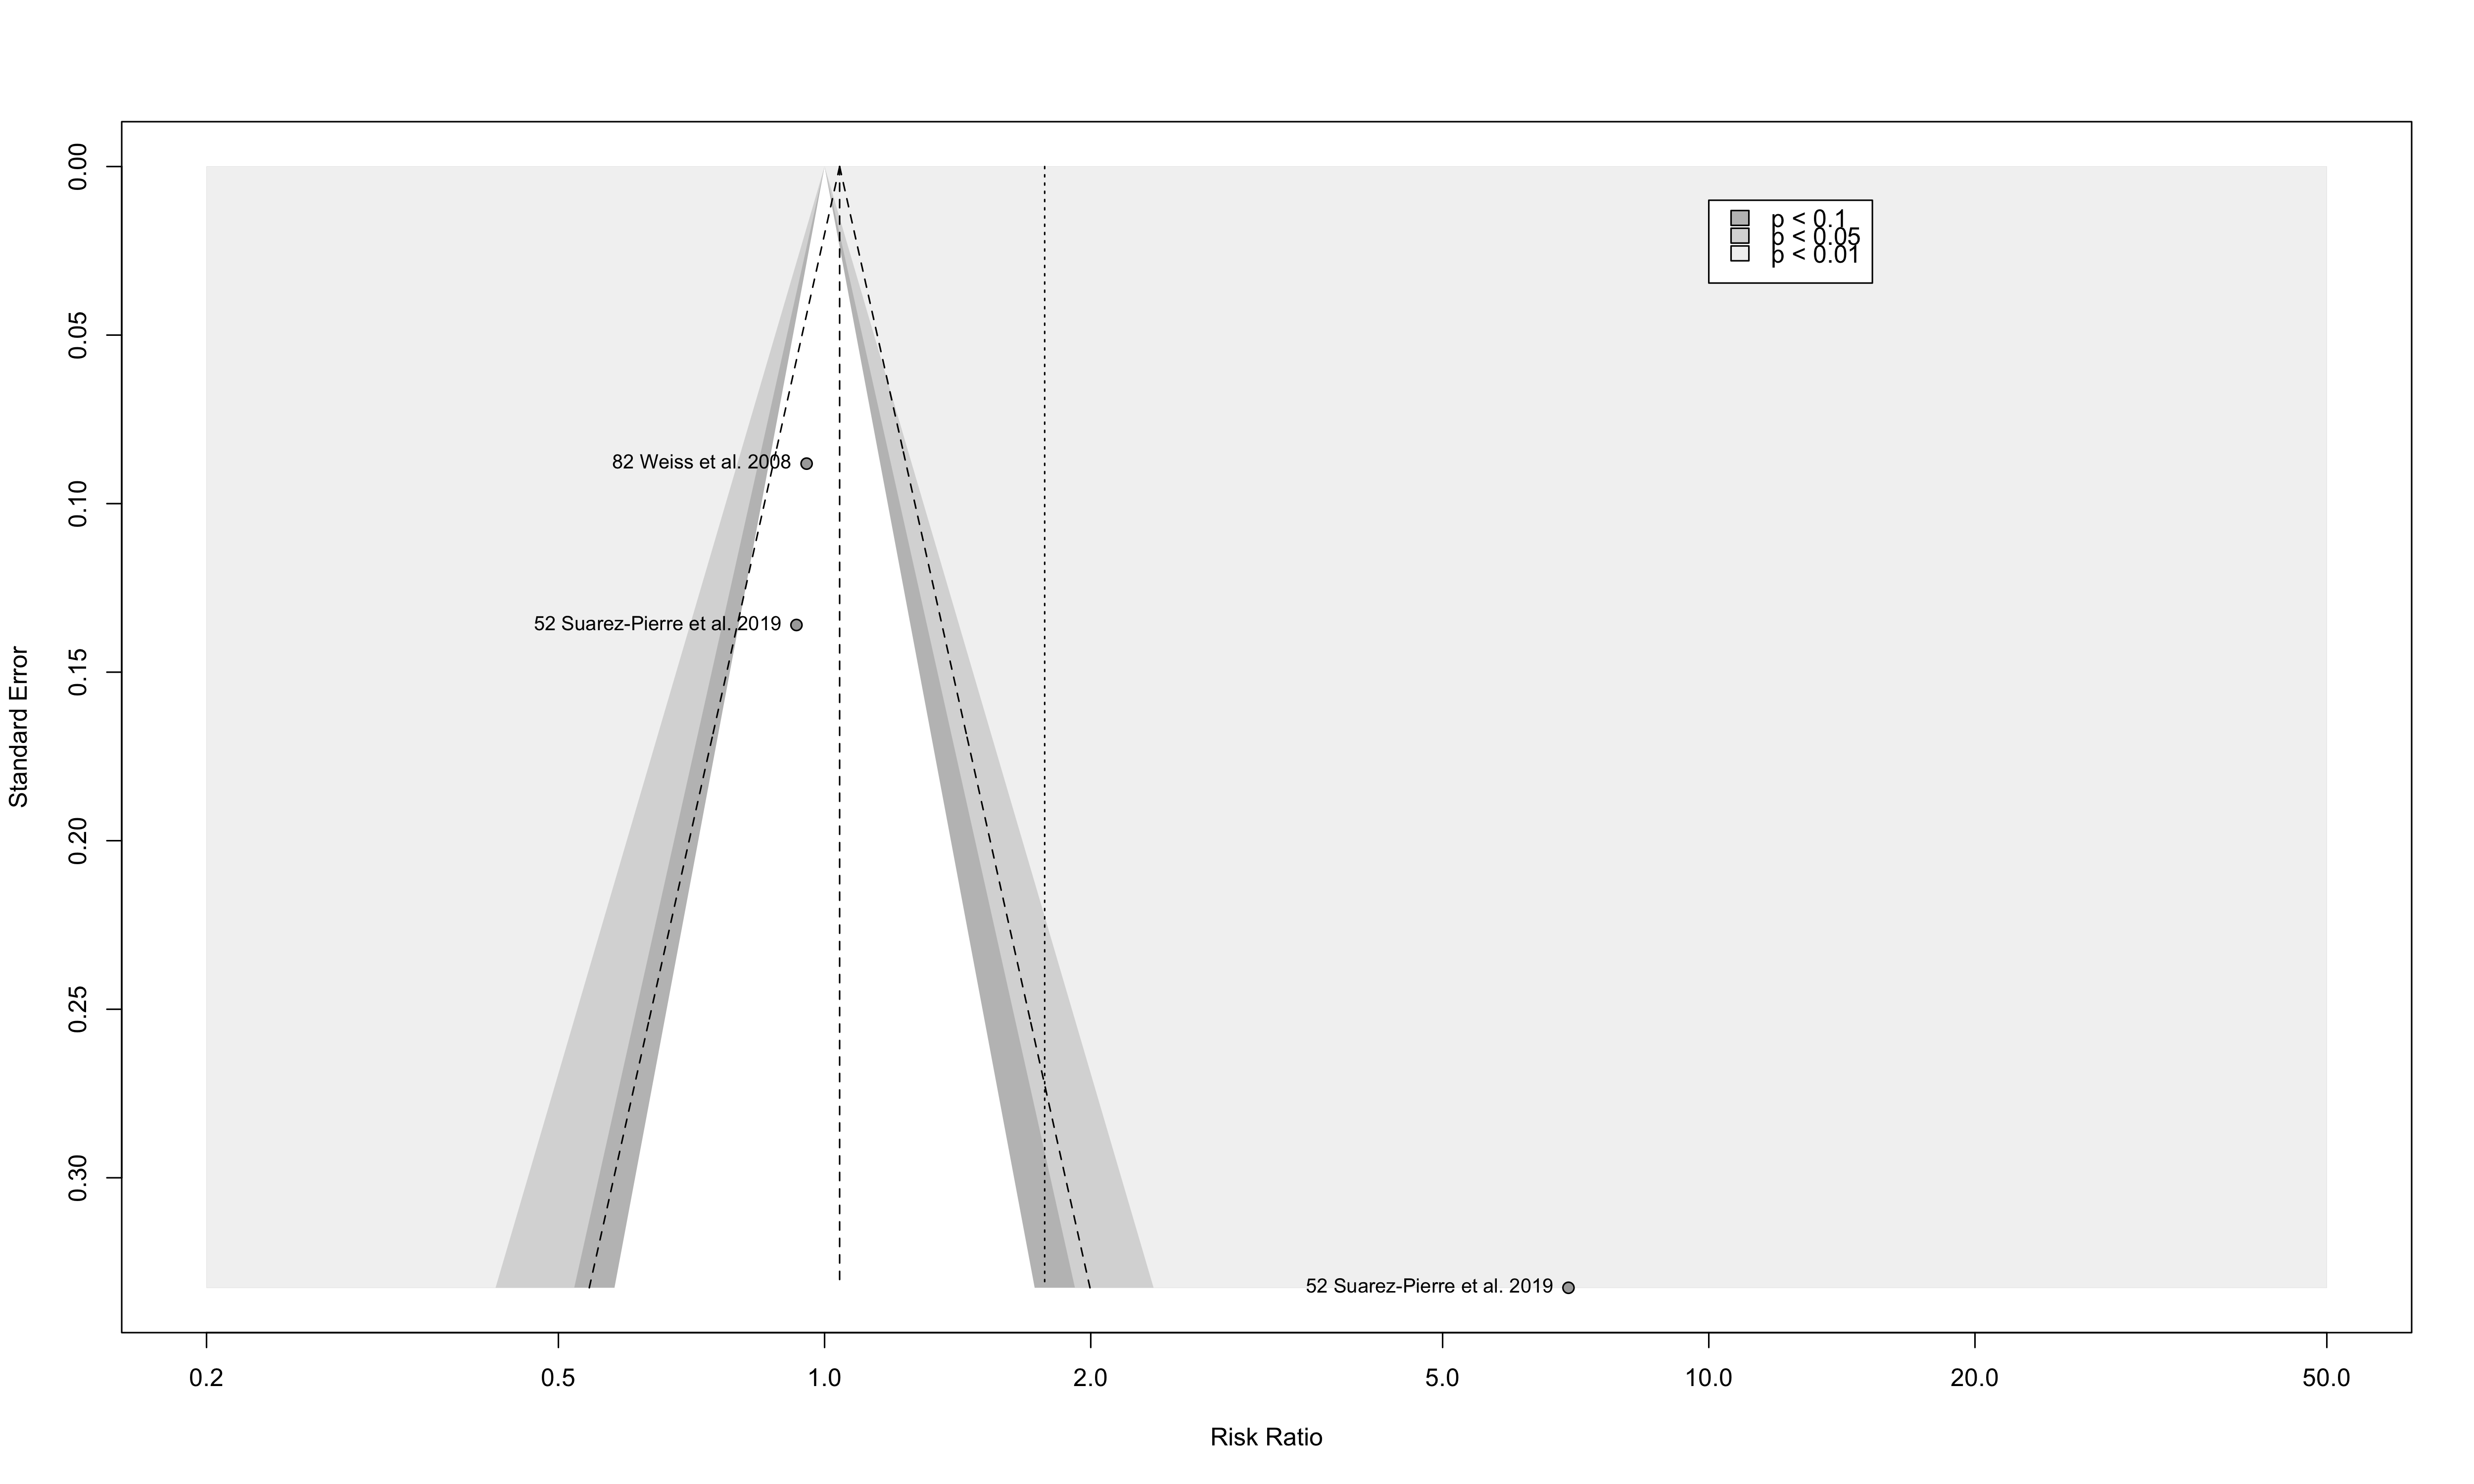 0.00
0.05
0.10
0.15
0.20
0.25
0.30
Standard Error
p < 0.1
p < 0.05
p < 0.01
82 Weiss et al. 2008
52 Suarez-Pierre et al. 2019
52 Suarez-Pierre et al. 2019
0.2 0.5 1.0 2.0 5.0 10.0 20.0 50.0
Risk Ratio